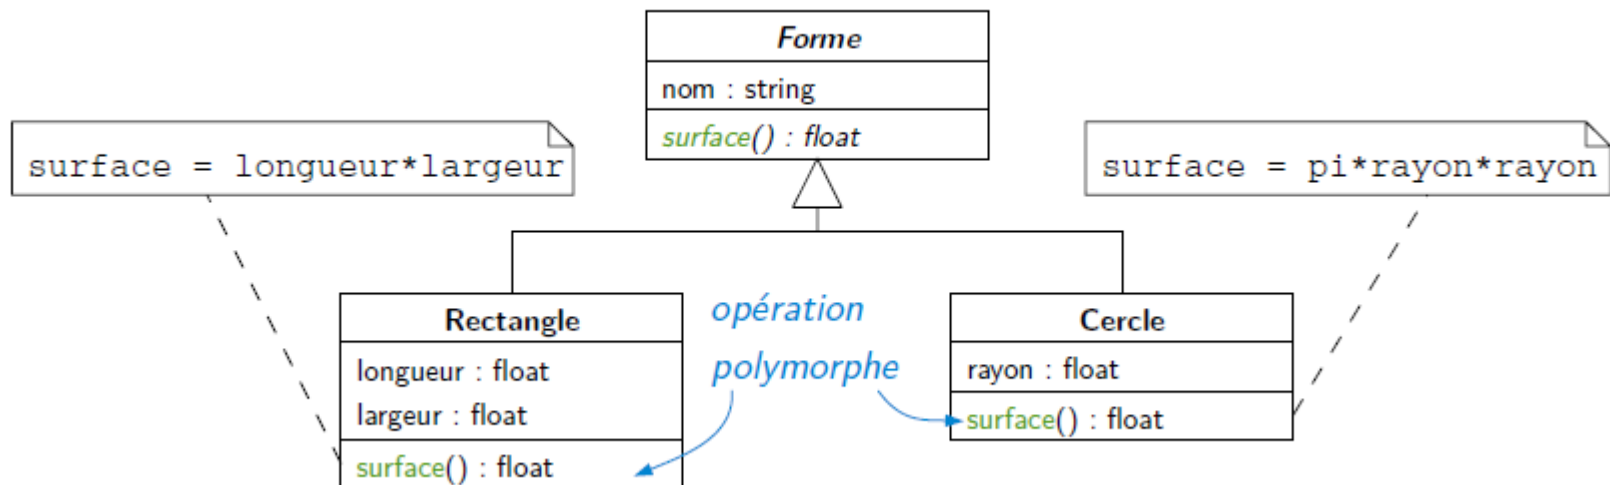 Forme
nom : string
surface() : float
surface = longueur*largeur
surface = pi*rayon*rayon
Rectangle
longueur : float
largeur : float
surface() : float
opération
polymorphe
Cercle
rayon : float
surface() : float